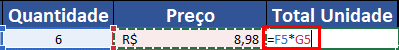 Quantidade Preço Total Unidade
6 R$ 8,98 =F5*G5